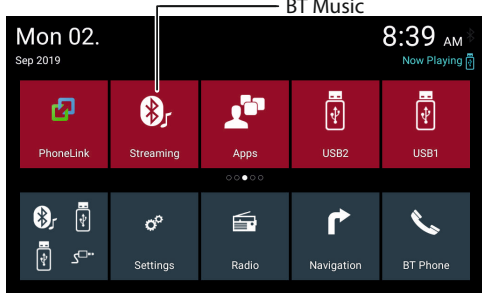 BT Music
Mon 02.
8:39 AM
Sep 2019
Now Playing
PhoneLink
Streaming
Apps
USB2
USB1
Settings
Radio
Navigation
BT Phone